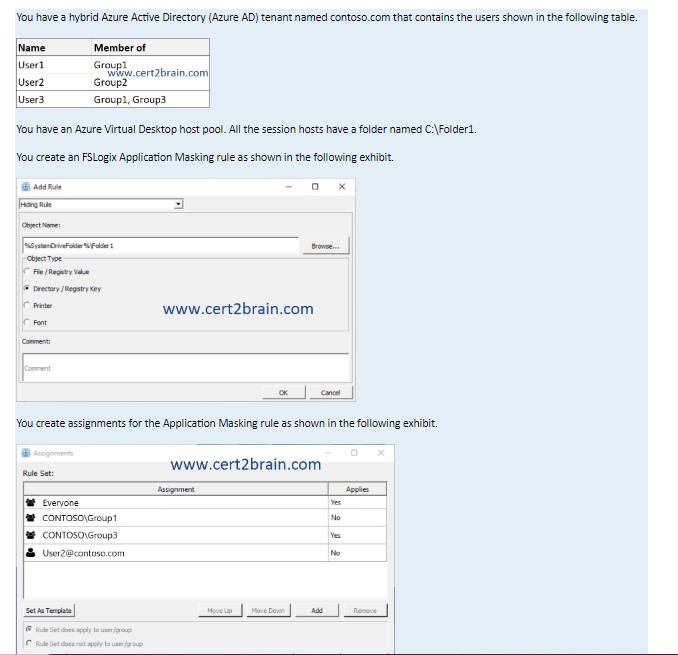 You have a hybrid Azure Active Directory (Azure AD) tenant named contoso.com that contains the users shown in the following table.
Name Member of
User1 Group1
www.cert2brain.com
User2 Group2
User3 Group1, Group3
You have an Azure Virtual Desktop host pool. All the session hosts have a folder named C:\Folder1.
You create an FSLogix Application Masking rule as shown in the following exhibit.
Add Rule
Hiding Rule
Object Name:
%SystemDriveFolder%\Folder1 Browse...
Object Type
File / Registry Value
Directory / Registry Key
Printer www.cert2brain.com
Font
Comment:
Comment
OK Cancel
You create assignments for the Application Masking rule as shown in the following exhibit.
Assignments
www.cert2brain.com
Rule Set:
Assignment Applies
Everyone Yes
CONTOSO\Group1 No
CONTOSO\Group3 Yes
User2@contoso.com No
Set As Template Move Up Move Down Add Remove
Rule Set does apply to user/group
Rule Set does not apply to user/group